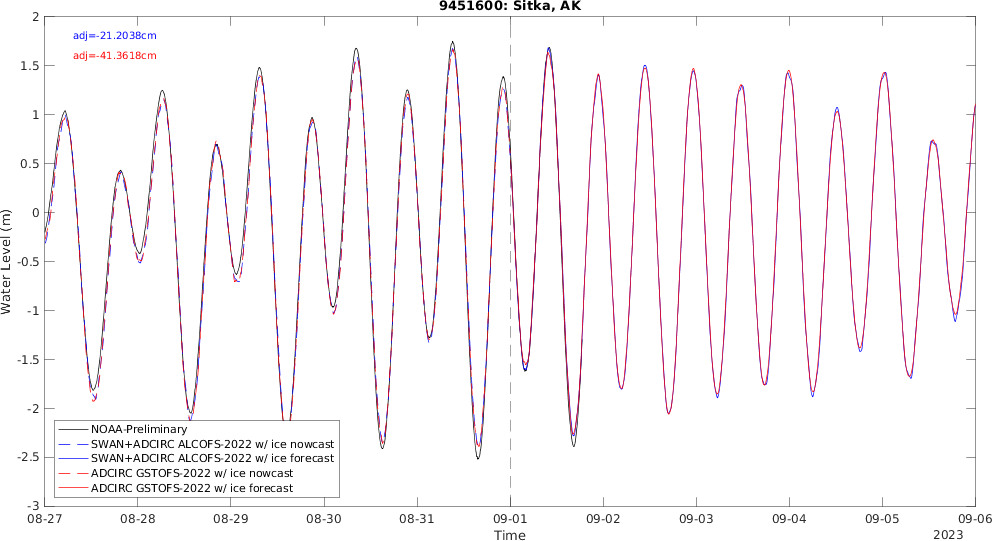 9451600: Sitka, AK
adj=-21.2038cm
adj=-41.3618cm
2
1.5
1
0.5
0
-0.5
-1
-1.5
-2
-2.5
-3
Water Level (m)
NOAA-Preliminary
SWAN+ADCIRC ALCOFS-2022 w/ ice nowcast
SWAN+ADCIRC ALCOFS-2022 w/ ice forecast
ADCIRC GSTOFS-2022 w/ ice nowcast
ADCIRC GSTOFS-2022 w/ ice forecast
08-27 08-28 08-29 08-30 08-31 09-01 09-02 09-03 09-04 09-05 09-06
Time
2023